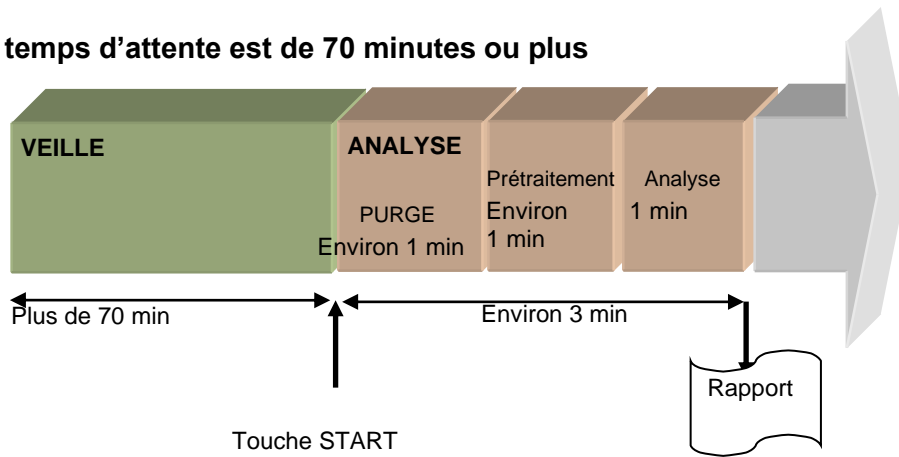 temps d’attente est de 70 minutes ou plus
VEILLE
ANALYSE
PURGE
Environ 1 min
Prétraitement
Environ
1 min
Analyse
1 min
Plus de 70 min
Environ 3 min
Rapport
Touche START